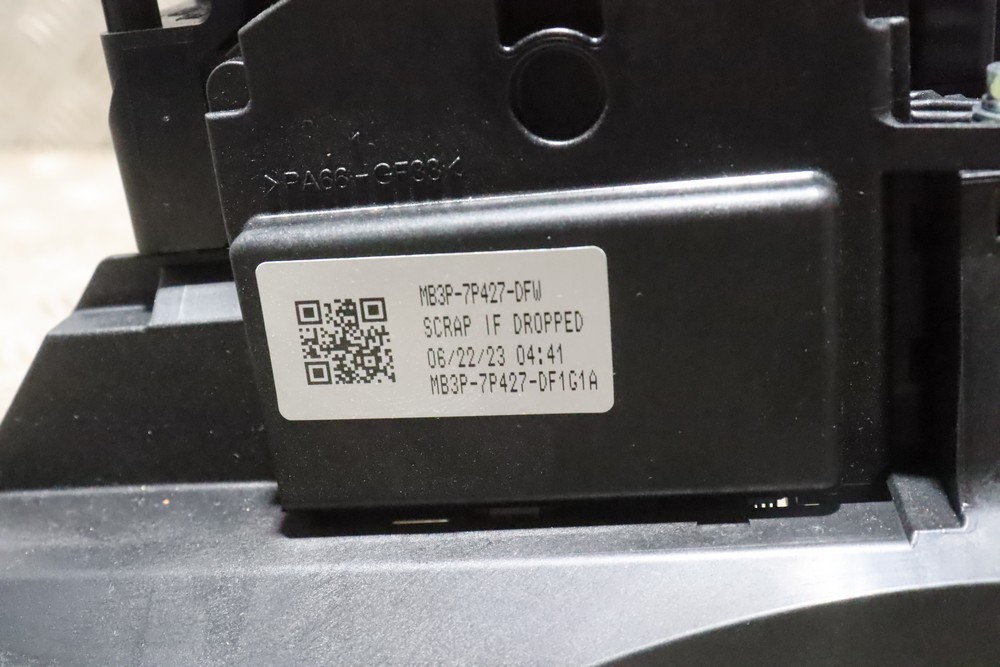 >PA66-GF33<
MB3P-7P427-DFW
SCRAP IF DROPPED
06/22/23 04:41
MB3P-7P427-DF1G1A